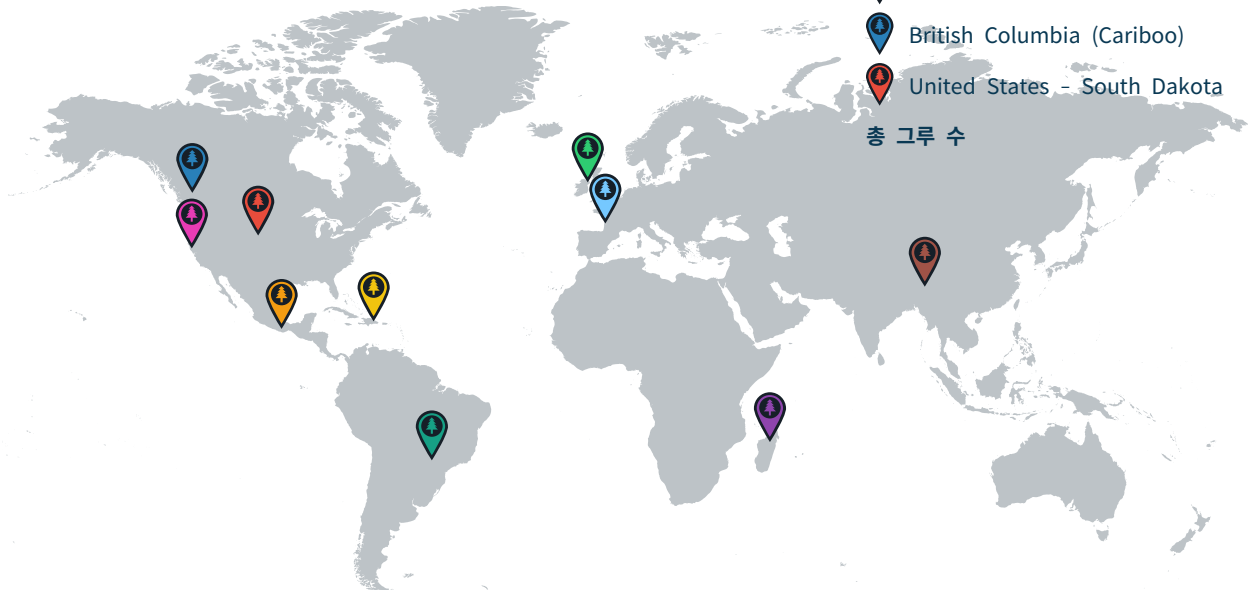 British Columbia (Cariboo)
United States – South Dakota
총 그루 수